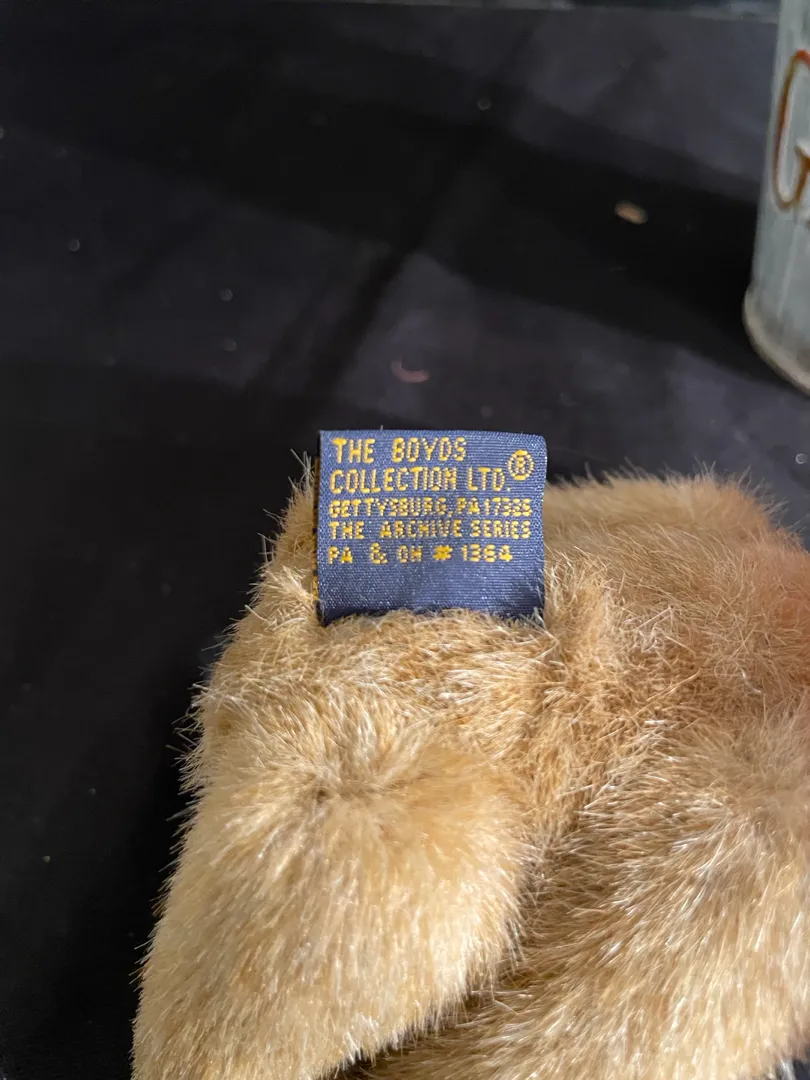 THE BOYDS
COLLECTION LTD.®
GETTYSBURG, PA 17325
THE ARCHIVE SERIES
PA & OH # 1364
G